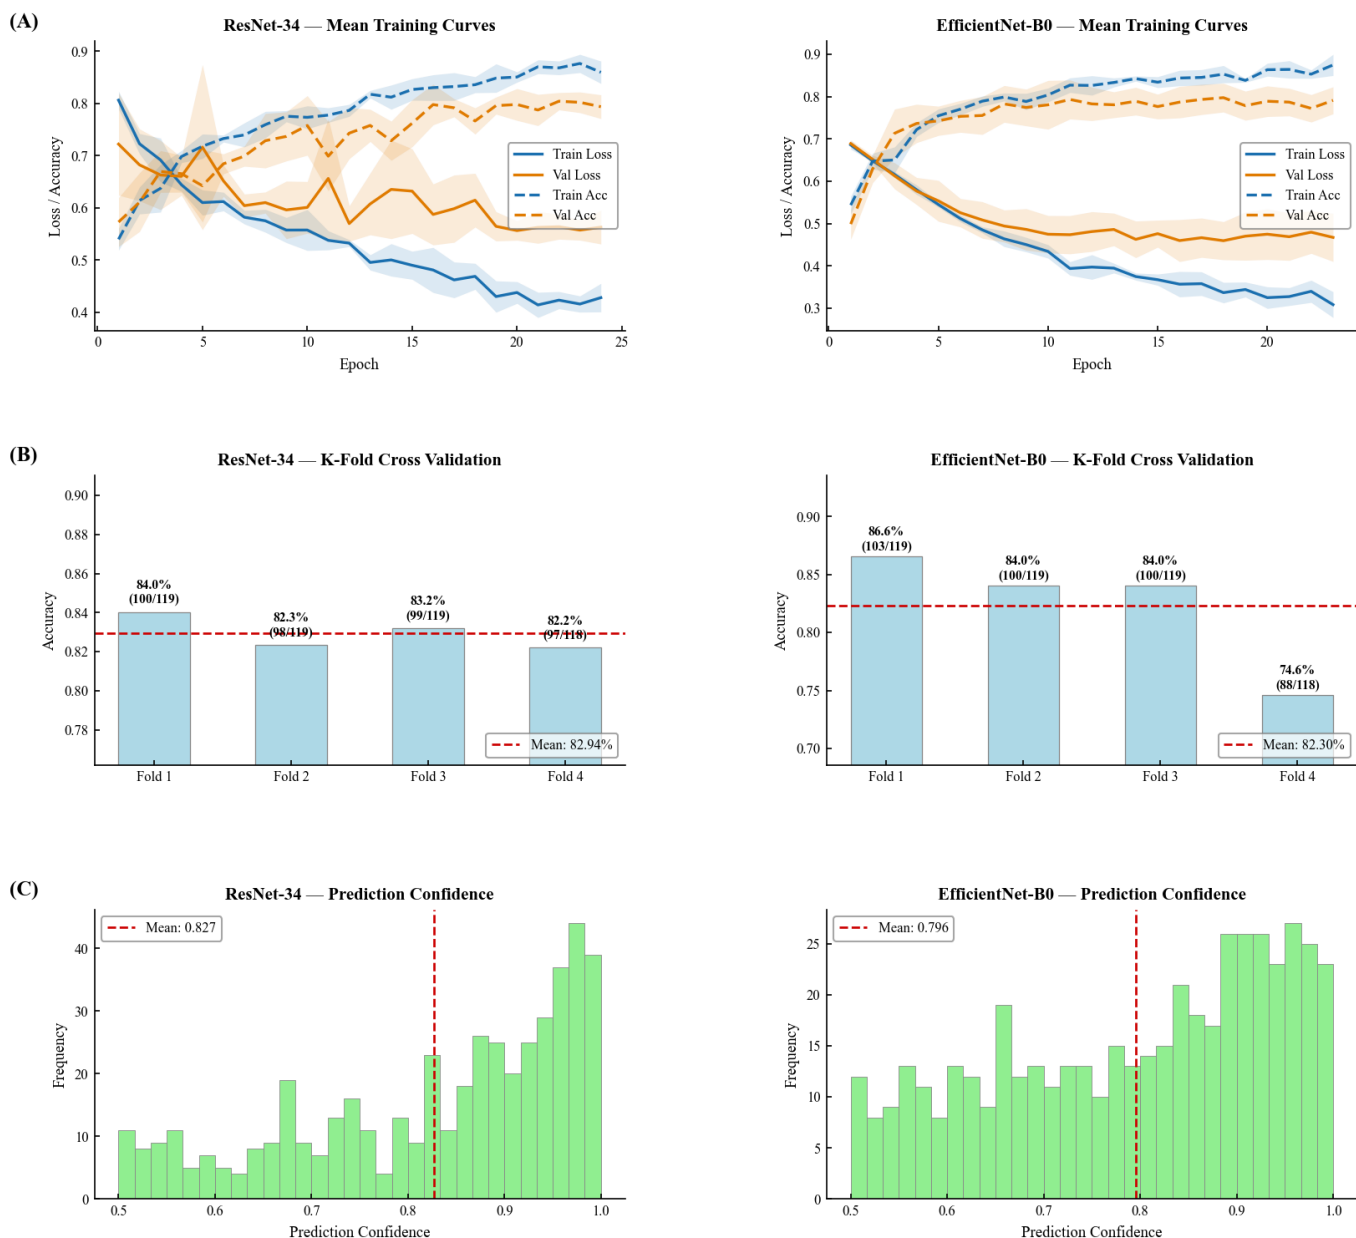 (A)
ResNet-34 — Mean Training Curves
0.9
0.8
0.7
0.6
0.5
0.4
Loss / Accuracy
Train Loss
Val Loss
Train Acc
Val Acc
0
5
10
15
20
25
Epoch
EfficientNet-B0 — Mean Training Curves
0.9
0.8
0.7
0.6
0.5
0.4
0.3
Loss / Accuracy
Train Loss
Val Loss
Train Acc
Val Acc
0
5
10
15
20
Epoch
(B)
ResNet-34 — K-Fold Cross Validation
0.90
0.88
0.86
0.84
0.82
0.80
0.78
Accuracy
84.0%
(100/119)
82.3%
(98/119)
83.2%
(99/119)
82.2%
(97/118)
Mean: 82.94%
Fold 1
Fold 2
Fold 3
Fold 4
EfficientNet-B0 — K-Fold Cross Validation
0.90
0.85
0.80
0.75
0.70
Accuracy
86.6%
(103/119)
84.0%
(100/119)
84.0%
(100/119)
74.6%
(88/118)
Mean: 82.30%
Fold 1
Fold 2
Fold 3
Fold 4
(C)
ResNet-34 — Prediction Confidence
Mean: 0.827
40
30
20
10
0
Frequency
0.5
0.6
0.7
0.8
0.9
1.0
Prediction Confidence
EfficientNet-B0 — Prediction Confidence
Mean: 0.796
25
20
15
10
5
0
Frequency
0.5
0.6
0.7
0.8
0.9
1.0
Prediction Confidence